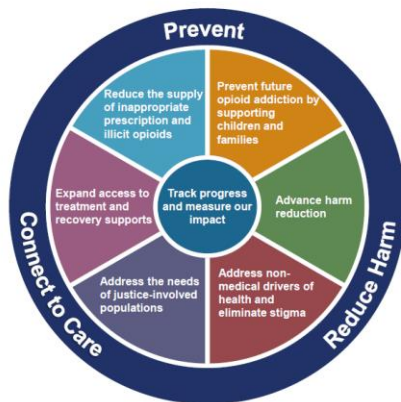 Prevent
Reduce the supply
of inappropriate
prescription and
illicit opioids
Prevent future
opioid addiction by
supporting
children and
families
Expand access to
treatment and
recovery supports
Track progress
and measure our
impact
Advance harm
reduction
Address the needs
of justice-involved
populations
Address non-
medical drivers of
health and
eliminate stigma
Connect to Care
Reduce Harm